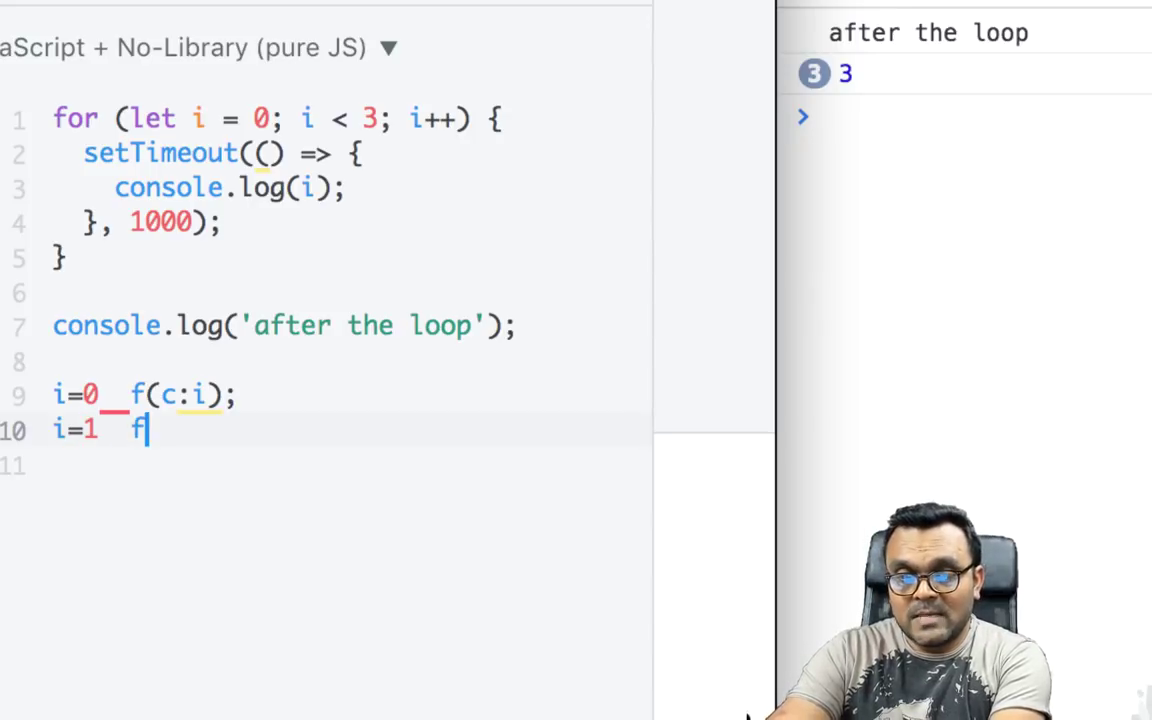 aScript + No-Library (pure JS) ▼
1 for (let i = 0; i < 3; i++) {
2 setTimeout(() => {
3 console.log(i);
4 }, 1000);
5 }
6
7 console.log('after the loop');
8
9 i=0 f(c:i);
10 i=1 f
11
after the loop
3 3
>